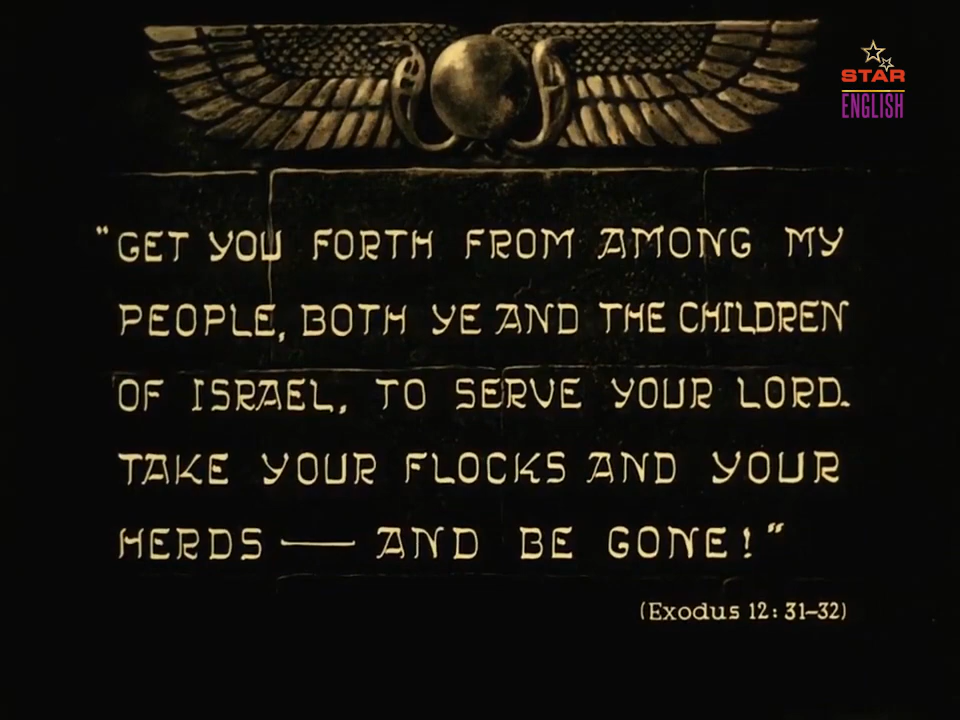 STAR
ENGLISH
"GET YOU FORTH FROM AMONG MY
PEOPLE, BOTH YE AND THE CHILDREN
OF ISRAEL, TO SERVE YOUR LORD.
TAKE YOUR FLOCKS AND YOUR
HERDS — AND BE GONE!"
(Exodus 12: 31-32)